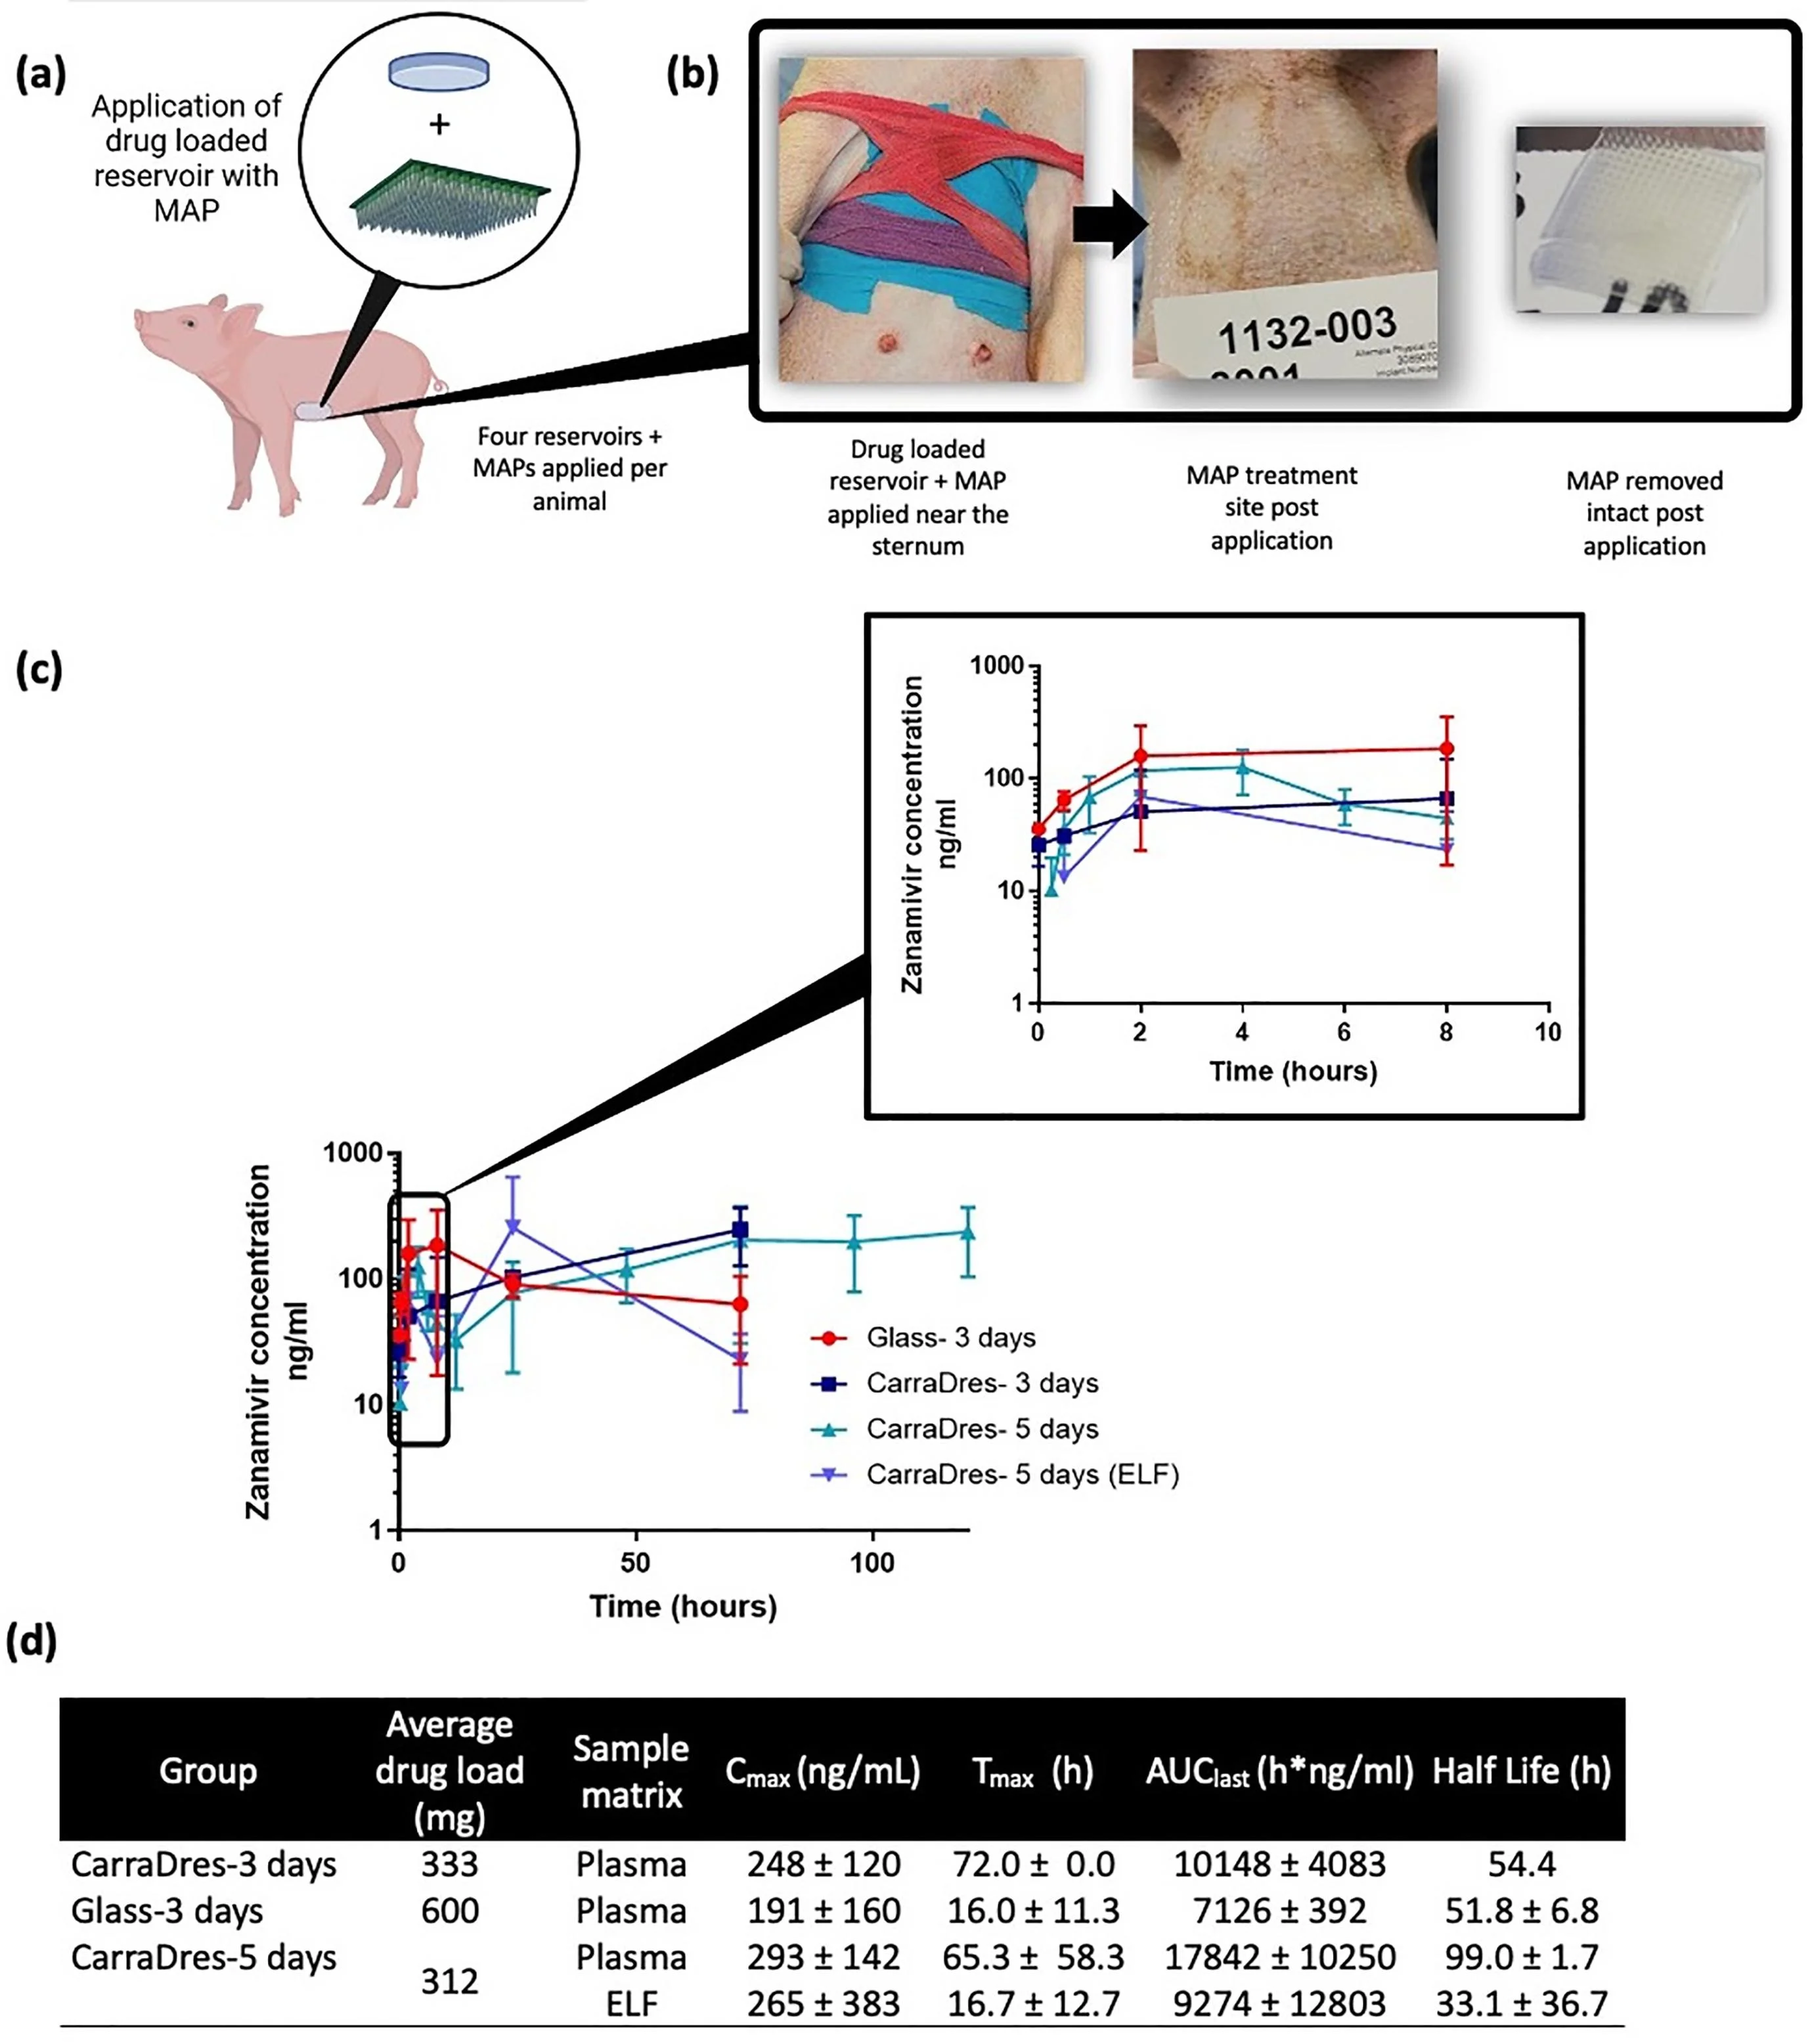 (a)
Application of
drug loaded
reservoir with
MAP
+
Four reservoirs +
MAPs applied per
animal
(b)
1132-003
Drug loaded
reservoir + MAP
applied near the
sternum
MAP treatment
site post
application
MAP removed
intact post
application
(c)
Zanamivir concentration
ng/ml
1000
100
10
1
0 2 4 6 8 10
Time (hours)
Zanamivir concentration
ng/ml
1000
100
10
1
0 50 100
Time (hours)
Glass- 3 days
CarraDres- 3 days
CarraDres- 5 days
CarraDres- 5 days (ELF)
(d)
Group Average drug load (mg) Sample matrix Cmax (ng/mL) Tmax (h) AUClast (h*ng/ml) Half Life (h)
CarraDres-3 days 333 Plasma 248 ± 120 72.0 ± 0.0 10148 ± 4083 54.4
Glass-3 days 600 Plasma 191 ± 160 16.0 ± 11.3 7126 ± 392 51.8 ± 6.8
CarraDres-5 days 312 Plasma 293 ± 142 65.3 ± 58.3 17842 ± 10250 99.0 ± 1.7
ELF 265 ± 383 16.7 ± 12.7 9274 ± 12803 33.1 ± 36.7